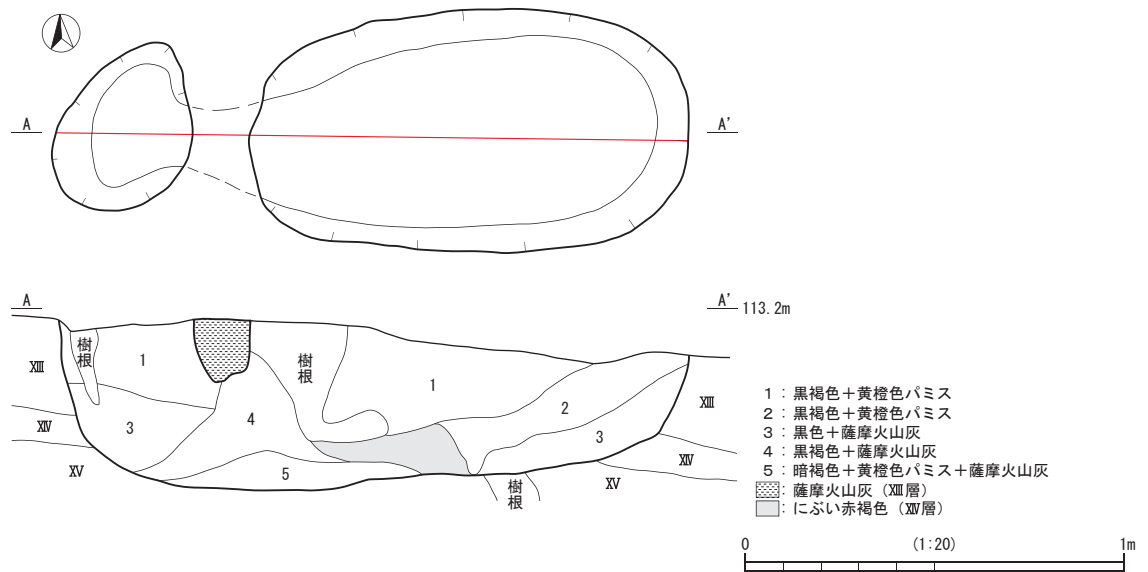 A A'
A A' 113.2m
樹根 1 樹根 1
ⅩⅢ 2 ⅩⅢ
ⅩⅣ 3 4 3
ⅩⅤ 5 ⅩⅣ
樹根 ⅩⅤ
1：黒褐色＋黄橙色パミス
2：黒褐色＋黄橙色パミス
3：黒色＋薩摩火山灰
4：黒褐色＋薩摩火山灰
5：暗褐色＋黄橙色パミス＋薩摩火山灰
：薩摩火山灰（ⅩⅢ層）
：にぶい赤褐色（ⅩⅣ層）
0 (1:20) 1m